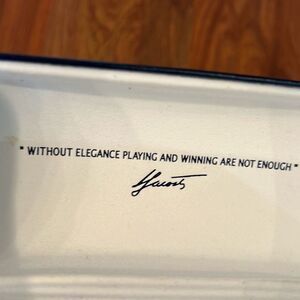 " WITHOUT ELEGANCE PLAYING AND WINNING ARE NOT ENOUGH "